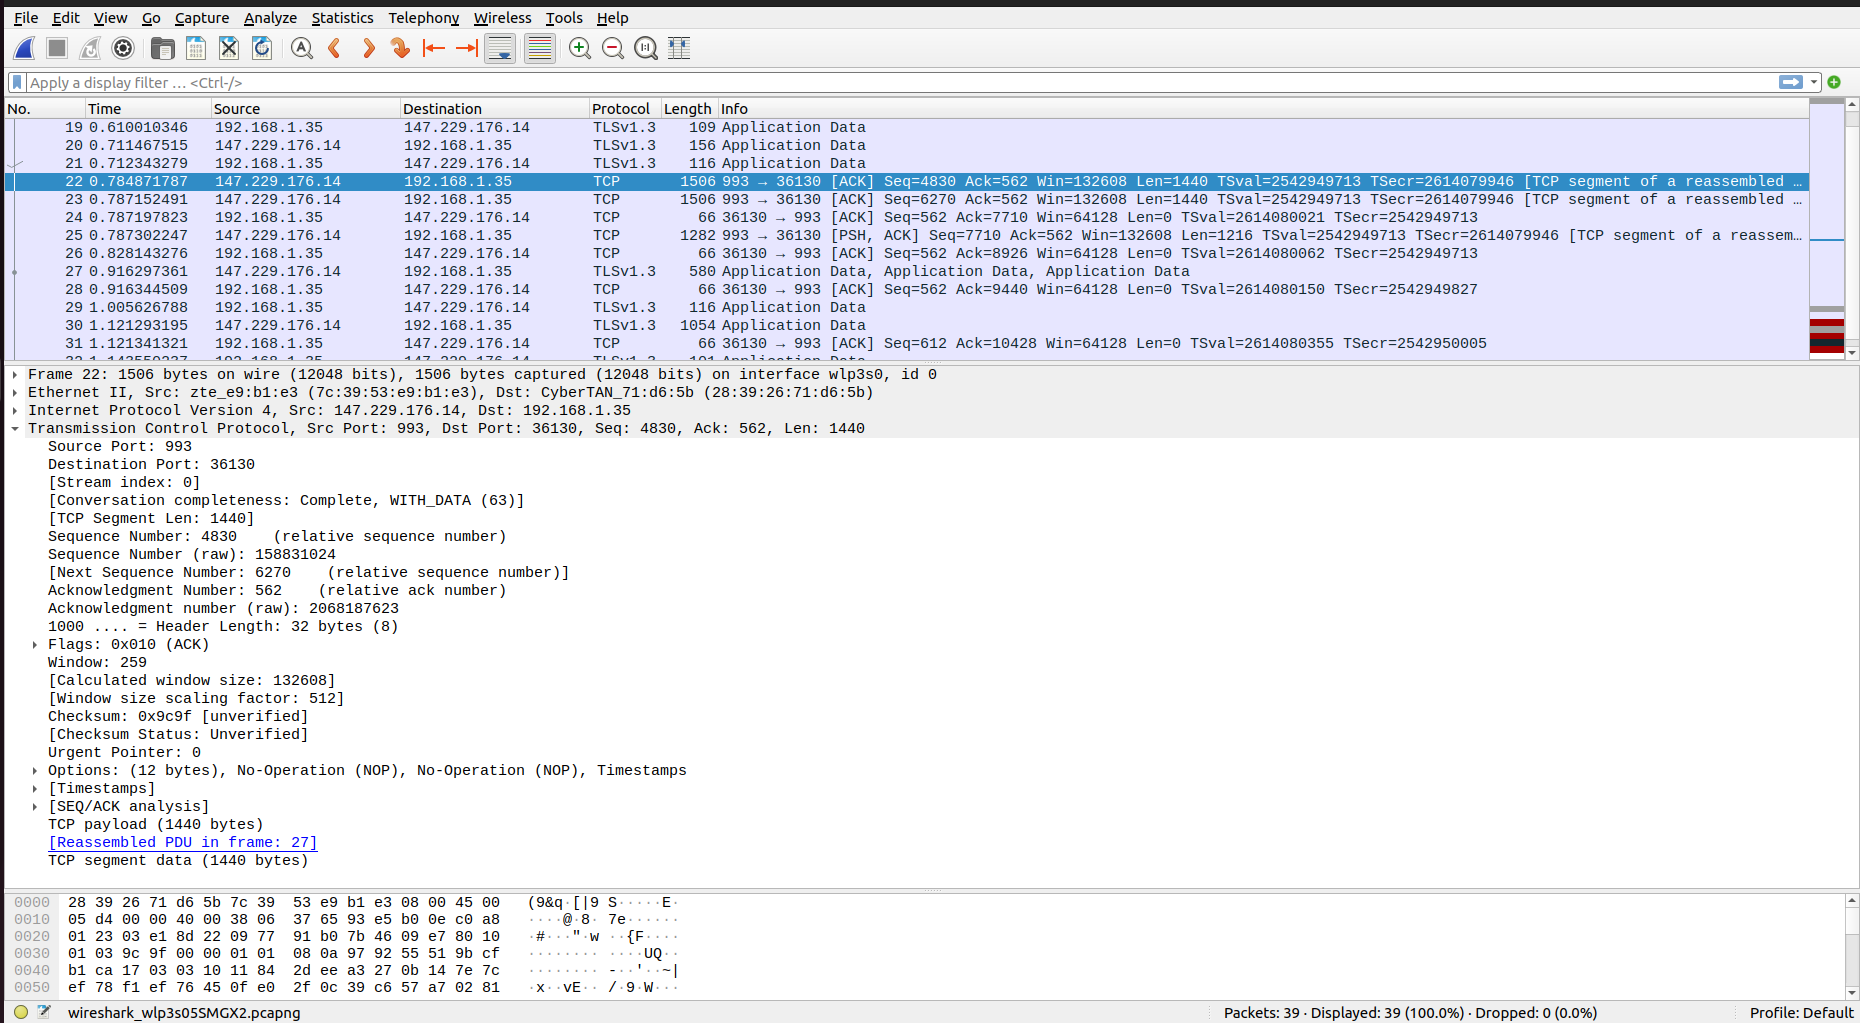 File Edit View Go Capture Analyze Statistics Telephony Wireless Tools Help
Apply a display filter … <Ctrl-/>
No. Time Source Destination Protocol Length Info
19 0.610010346 192.168.1.35 147.229.176.14 TLSv1.3 109 Application Data
20 0.711467515 147.229.176.14 192.168.1.35 TLSv1.3 156 Application Data
21 0.712343279 192.168.1.35 147.229.176.14 TLSv1.3 116 Application Data
22 0.784871787 147.229.176.14 192.168.1.35 TCP 1506 993 → 36130 [ACK] Seq=4830 Ack=562 Win=132608 Len=1440 TSval=2542949713 TSecr=2614079946 [TCP segment of a reassembled …
23 0.787152491 147.229.176.14 192.168.1.35 TCP 1506 993 → 36130 [ACK] Seq=6270 Ack=562 Win=132608 Len=1440 TSval=2542949713 TSecr=2614079946 [TCP segment of a reassembled …
24 0.787197823 192.168.1.35 147.229.176.14 TCP 66 36130 → 993 [ACK] Seq=562 Ack=7710 Win=64128 Len=0 TSval=2614080021 TSecr=2542949713
25 0.787302247 147.229.176.14 192.168.1.35 TCP 1282 993 → 36130 [PSH, ACK] Seq=7710 Ack=562 Win=132608 Len=1216 TSval=2542949713 TSecr=2614079946 [TCP segment of a reassem…
26 0.828143276 192.168.1.35 147.229.176.14 TCP 66 36130 → 993 [ACK] Seq=562 Ack=8926 Win=64128 Len=0 TSval=2614080062 TSecr=2542949713
27 0.916297361 147.229.176.14 192.168.1.35 TLSv1.3 580 Application Data, Application Data, Application Data
28 0.916344509 192.168.1.35 147.229.176.14 TCP 66 36130 → 993 [ACK] Seq=562 Ack=9440 Win=64128 Len=0 TSval=2614080150 TSecr=2542949827
29 1.005626788 192.168.1.35 147.229.176.14 TLSv1.3 116 Application Data
30 1.121293195 147.229.176.14 192.168.1.35 TLSv1.3 1054 Application Data
31 1.121341321 192.168.1.35 147.229.176.14 TCP 66 36130 → 993 [ACK] Seq=612 Ack=10428 Win=64128 Len=0 TSval=2614080355 TSecr=2542950005
Frame 22: 1506 bytes on wire (12048 bits), 1506 bytes captured (12048 bits) on interface wlp3s0, id 0
Ethernet II, Src: zte_e9:b1:e3 (7c:39:53:e9:b1:e3), Dst: CyberTAN_71:d6:5b (28:39:26:71:d6:5b)
Internet Protocol Version 4, Src: 147.229.176.14, Dst: 192.168.1.35
Transmission Control Protocol, Src Port: 993, Dst Port: 36130, Seq: 4830, Ack: 562, Len: 1440
Source Port: 993
Destination Port: 36130
[Stream index: 0]
[Conversation completeness: Complete, WITH_DATA (63)]
[TCP Segment Len: 1440]
Sequence Number: 4830 (relative sequence number)
Sequence Number (raw): 158831024
[Next Sequence Number: 6270 (relative sequence number)]
Acknowledgment Number: 562 (relative ack number)
Acknowledgment number (raw): 2068187623
1000 .... = Header Length: 32 bytes (8)
Flags: 0x010 (ACK)
Window: 259
[Calculated window size: 132608]
[Window size scaling factor: 512]
Checksum: 0x9c9f [unverified]
[Checksum Status: Unverified]
Urgent Pointer: 0
Options: (12 bytes), No-Operation (NOP), No-Operation (NOP), Timestamps
[Timestamps]
[SEQ/ACK analysis]
TCP payload (1440 bytes)
[Reassembled PDU in frame: 27]
TCP segment data (1440 bytes)
0000 28 39 26 71 d6 5b 7c 39 53 e9 b1 e3 08 00 45 00 (9&q·[|9 S·····E·
0010 05 d4 00 00 40 00 38 06 37 65 93 e5 b0 0e c0 a8 ····@·8· 7e······
0020 01 23 03 e1 8d 22 09 77 91 b0 7b 46 09 e7 80 10 ·#···"·w ··{F····
0030 01 03 9c 9f 00 00 01 01 08 0a 97 92 55 51 9b cf ········ ····UQ··
0040 b1 ca 17 03 03 10 11 84 2d ee a3 27 0b 14 7e 7c ········ -··'··~|
0050 ef 78 f1 ef 76 45 0f e0 2f 0c 39 c6 57 a7 02 81 ·x··vE·· /·9·W···
wireshark_wlp3s05SMGX2.pcapng Packets: 39 · Displayed: 39 (100.0%) · Dropped: 0 (0.0%) Profile: Default